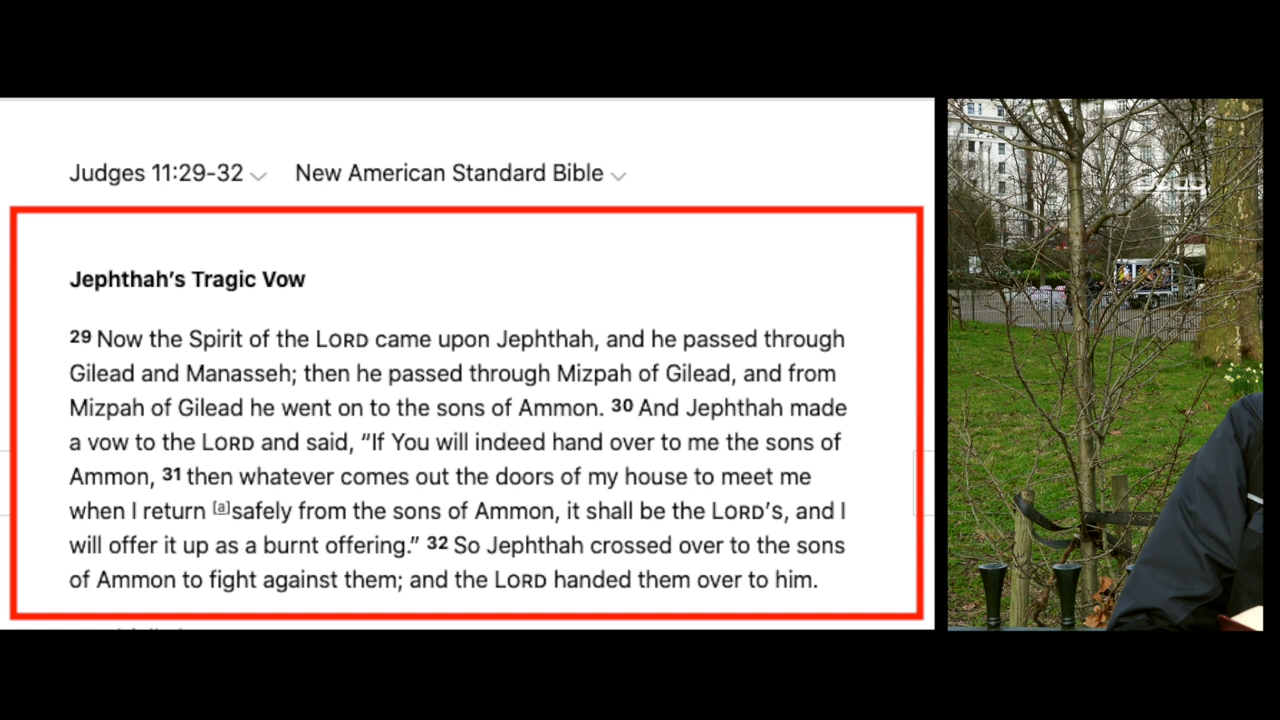 Judges 11:29-32 New American Standard Bible
Jephthah’s Tragic Vow
29 Now the Spirit of the LORD came upon Jephthah, and he passed through
Gilead and Manasseh; then he passed through Mizpah of Gilead, and from
Mizpah of Gilead he went on to the sons of Ammon. 30 And Jephthah made
a vow to the LORD and said, “If You will indeed hand over to me the sons of
Ammon, 31 then whatever comes out the doors of my house to meet me
when I return [a]safely from the sons of Ammon, it shall be the LORD’s, and I
will offer it up as a burnt offering.” 32 So Jephthah crossed over to the sons
of Ammon to fight against them; and the LORD handed them over to him.